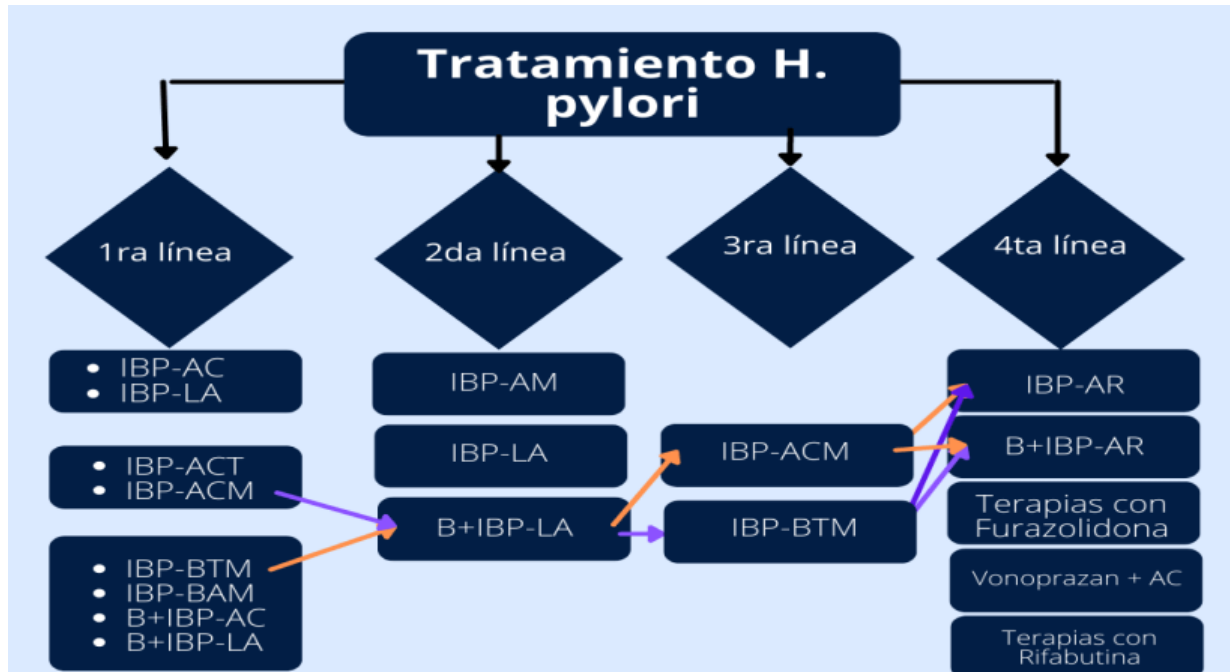 Tratamiento H.
pylori
1ra línea
2da línea
3ra línea
4ta línea
• IBP-AC
• IBP-LA
• IBP-ACT
• IBP-ACM
• IBP-BTM
• IBP-BAM
• B+IBP-AC
• B+IBP-LA
IBP-AM
IBP-LA
B+IBP-LA
IBP-ACM
IBP-BTM
IBP-AR
B+IBP-AR
Terapias con
Furazolidona
Vonoprazan + AC
Terapias con
Rifabutina